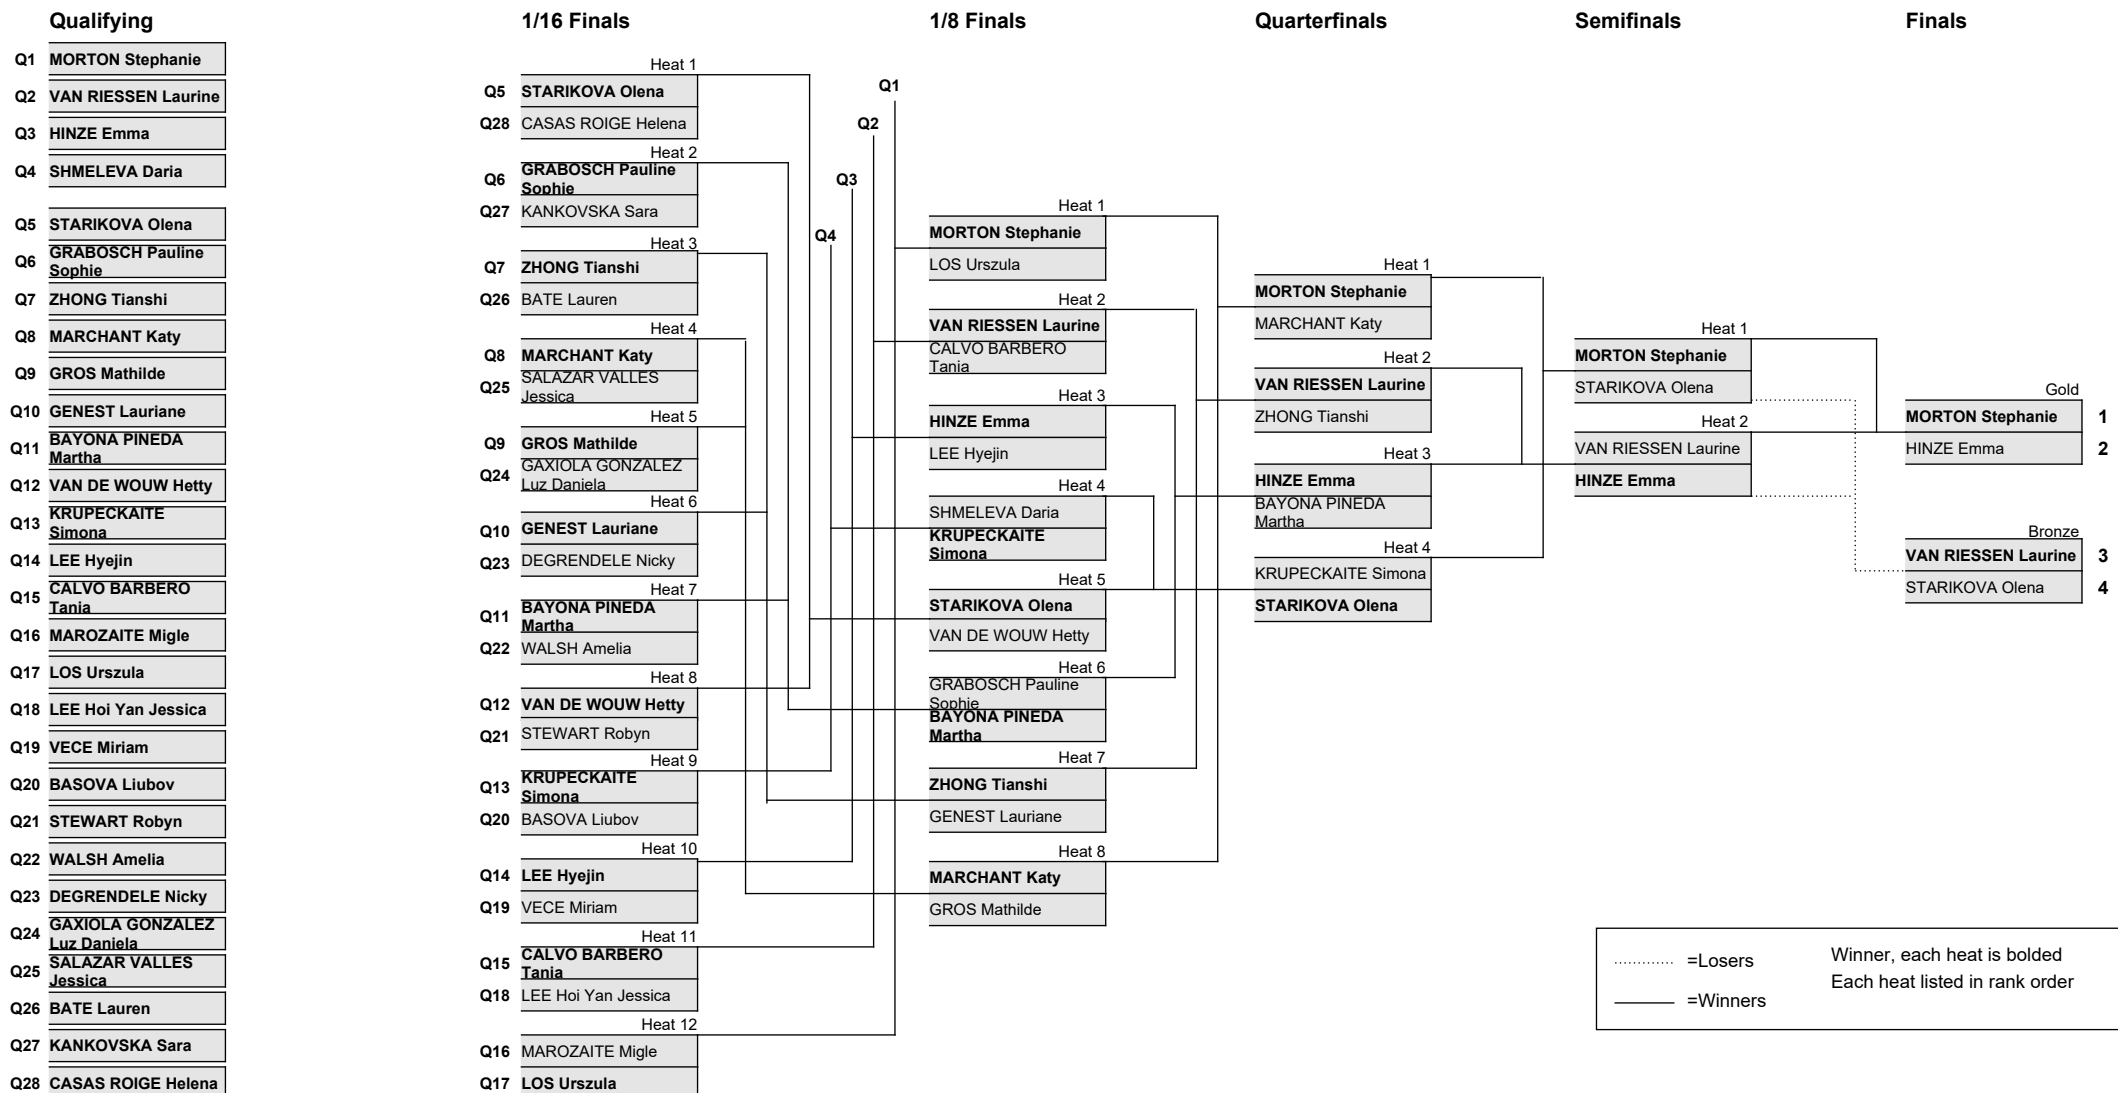 Qualifying
Q1 MORTON Stephanie
Q2 VAN RIESSEN Laurine
Q3 HINZE Emma
Q4 SHMELEVA Daria
Q5 STARIKOVA Olena
Q6 GRABOSCH Pauline
Sophie
Q7 ZHONG Tianshi
Q8 MARCHANT Katy
Q9 GROS Mathilde
Q10 GENEST Lauriane
Q11 BAYONA PINEDA
Martha
Q12 VAN DE WOUW Hetty
Q13 KRUPECKAITE
Simona
Q14 LEE Hyejin
Q15 CALVO BARBERO
Tania
Q16 MAROZAITE Migle
Q17 LOS Urszula
Q18 LEE Hoi Yan Jessica
Q19 VECE Miriam
Q20 BASOVA Liubov
Q21 STEWART Robyn
Q22 WALSH Amelia
Q23 DEGRENDELE Nicky
Q24 GAXIOLA GONZALEZ
Luz Daniela
Q25 SALAZAR VALLES
Jessica
Q26 BATE Lauren
Q27 KANKOVSKA Sara
Q28 CASAS ROIGE Helena
1/16 Finals
Heat 1
Q5 STARIKOVA Olena
Q28 CASAS ROIGE Helena
Heat 2
Q6 GRABOSCH Pauline
Sophie
Q27 KANKOVSKA Sara
Heat 3
Q7 ZHONG Tianshi
Q26 BATE Lauren
Heat 4
Q8 MARCHANT Katy
Q25 SALAZAR VALLES
Jessica
Heat 5
Q9 GROS Mathilde
Q24 GAXIOLA GONZALEZ
Luz Daniela
Heat 6
Q10 GENEST Lauriane
Q23 DEGRENDELE Nicky
Heat 7
Q11 BAYONA PINEDA
Martha
Q22 WALSH Amelia
Heat 8
Q12 VAN DE WOUW Hetty
Q21 STEWART Robyn
Heat 9
Q13 KRUPECKAITE
Simona
Q20 BASOVA Liubov
Heat 10
Q14 LEE Hyejin
Q19 VECE Miriam
Heat 11
Q15 CALVO BARBERO
Tania
Q18 LEE Hoi Yan Jessica
Heat 12
Q16 MAROZAITE Migle
Q17 LOS Urszula
Q1
Q2
Q3
Q4
1/8 Finals
Heat 1
MORTON Stephanie
LOS Urszula
Heat 2
VAN RIESSEN Laurine
CALVO BARBERO
Tania
Heat 3
HINZE Emma
LEE Hyejin
Heat 4
SHMELEVA Daria
KRUPECKAITE
Simona
Heat 5
STARIKOVA Olena
VAN DE WOUW Hetty
Heat 6
GRABOSCH Pauline
Sophie
BAYONA PINEDA
Martha
Heat 7
ZHONG Tianshi
GENEST Lauriane
Heat 8
MARCHANT Katy
GROS Mathilde
Quarterfinals
Heat 1
MORTON Stephanie
MARCHANT Katy
Heat 2
VAN RIESSEN Laurine
ZHONG Tianshi
Heat 3
HINZE Emma
BAYONA PINEDA
Martha
Heat 4
KRUPECKAITE Simona
STARIKOVA Olena
Semifinals
Heat 1
MORTON Stephanie
STARIKOVA Olena
Heat 2
VAN RIESSEN Laurine
HINZE Emma
Finals
Gold
MORTON Stephanie 1
HINZE Emma 2
Bronze
VAN RIESSEN Laurine 3
STARIKOVA Olena 4
=Losers
=Winners
Winner, each heat is bolded
Each heat listed in rank order